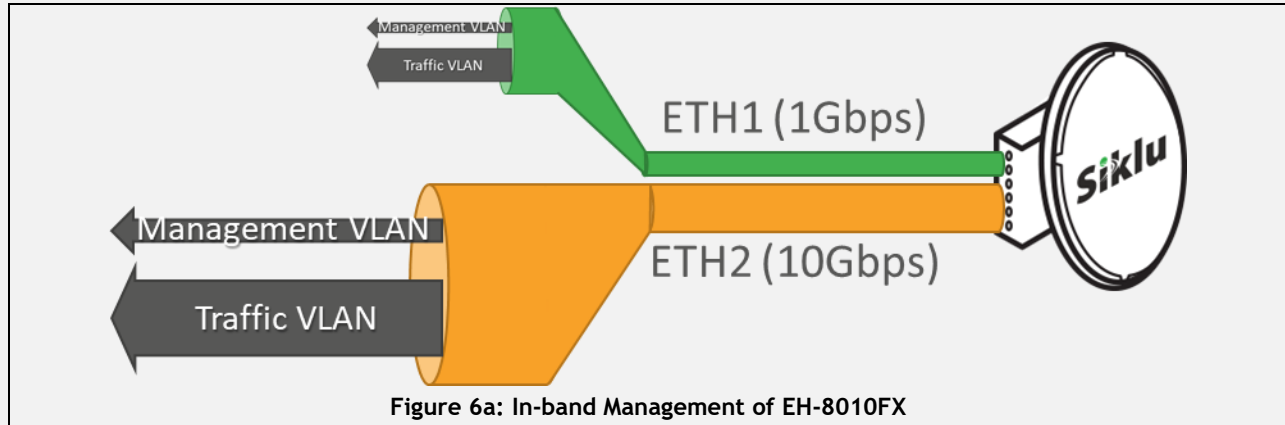 Management VLAN
Traffic VLAN
ETH1 (1Gbps)
Siklu
Management VLAN
ETH2 (10Gbps)
Traffic VLAN
Figure 6a: In-band Management of EH-8010FX